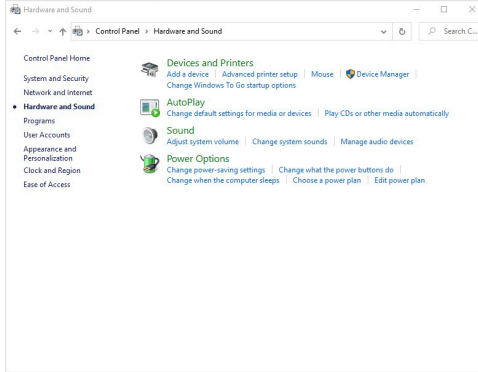 Hardware and Sound
Control Panel › Hardware and Sound
Search C...
Control Panel Home
System and Security
Network and Internet
Hardware and Sound
Programs
User Accounts
Appearance and
Personalization
Clock and Region
Ease of Access
Devices and Printers
Add a device | Advanced printer setup | Mouse | Device Manager |
Change Windows To Go startup options
AutoPlay
Change default settings for media or devices | Play CDs or other media automatically
Sound
Adjust system volume | Change system sounds | Manage audio devices
Power Options
Change power-saving settings | Change what the power buttons do |
Change when the computer sleeps | Choose a power plan | Edit power plan